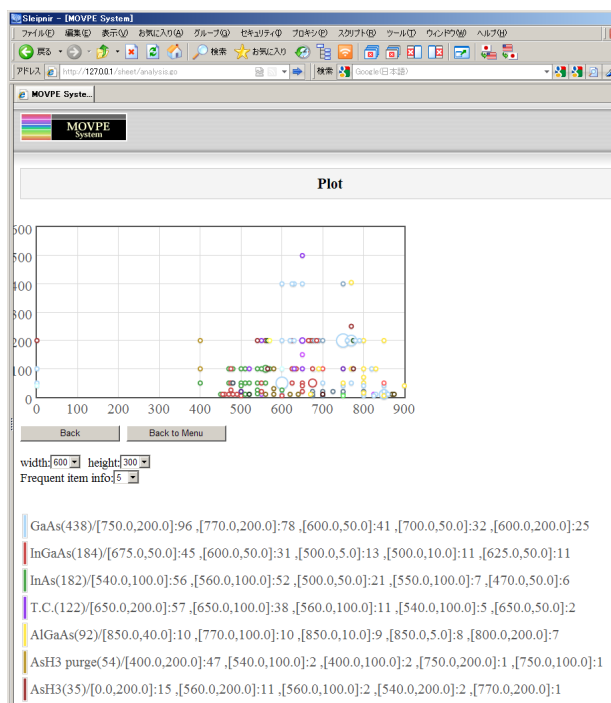 Sleipnir - [MOVPE System]
ファイル(F) 編集(E) 表示(V) お気に入り(A) グループ(G) セキュリティ(I) プロキシ(P) スクリプト(R) ツール(T) ウィンドウ(W) ヘルプ(H)
戻る 検索 お気に入り
アドレス http://127.0.0.1/sheet/analysis.go 検索 Google(日本語)
MOVPE Syste...
MOVPE
System
Plot
600
500
400
300
200
100
0
0 100 200 300 400 500 600 700 800 900
Back Back to Menu
width: 600 height: 300
Frequent item info: 5
GaAs(438)/[750.0,200.0]:96 ,[770.0,200.0]:78 ,[600.0,50.0]:41 ,[700.0,50.0]:32 ,[600.0,200.0]:25
InGaAs(184)/[675.0,50.0]:45 ,[600.0,50.0]:31 ,[500.0,5.0]:13 ,[500.0,10.0]:11 ,[625.0,50.0]:11
InAs(182)/[540.0,100.0]:56 ,[560.0,100.0]:52 ,[500.0,50.0]:21 ,[550.0,100.0]:7 ,[470.0,50.0]:6
T.C.(122)/[650.0,200.0]:57 ,[650.0,100.0]:38 ,[560.0,100.0]:11 ,[540.0,100.0]:5 ,[650.0,50.0]:2
AlGaAs(92)/[850.0,40.0]:10 ,[770.0,100.0]:10 ,[850.0,10.0]:9 ,[850.0,5.0]:8 ,[800.0,200.0]:7
AsH3 purge(54)/[400.0,200.0]:47 ,[540.0,100.0]:2 ,[400.0,100.0]:2 ,[750.0,200.0]:1 ,[750.0,100.0]:1
AsH3(35)/[0.0,200.0]:15 ,[560.0,200.0]:11 ,[560.0,100.0]:2 ,[540.0,200.0]:2 ,[770.0,200.0]:1